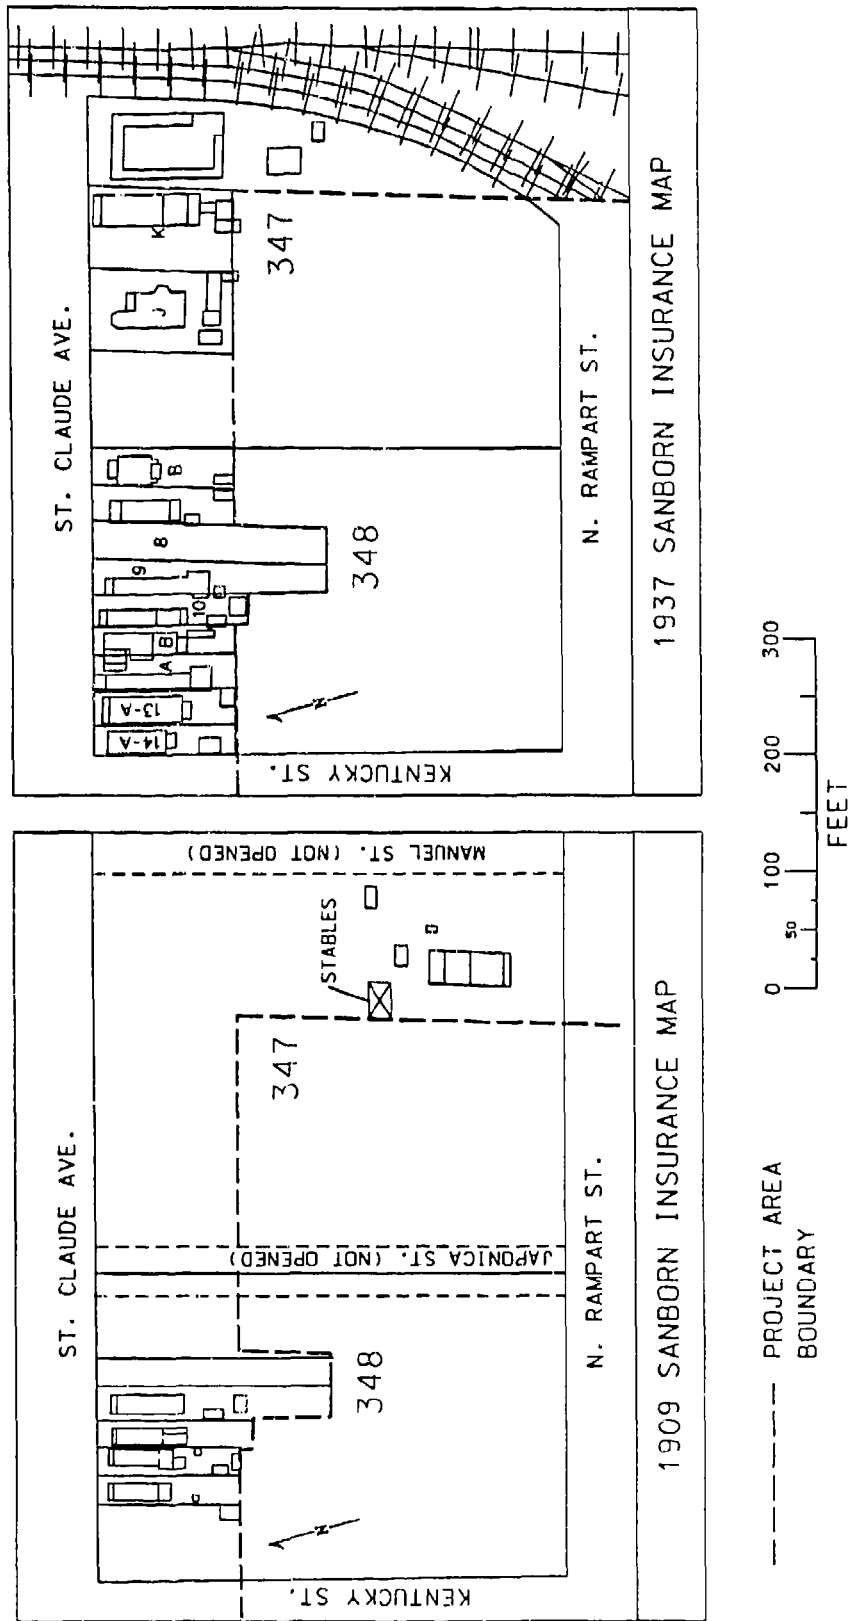 ST. CLAUDE AVE.
MANUEL ST. (NOT OPENED)
STABLES
347
JAPONICA ST. (NOT OPENED)
348
N
KENTUCKY ST.
N. RAMPART ST.
1909 SANBORN INSURANCE MAP
ST. CLAUDE AVE.
14-A
13-A
A
B
10
9
8
B
J
K
347
348
N
KENTUCKY ST.
N. RAMPART ST.
1937 SANBORN INSURANCE MAP
PROJECT AREA
BOUNDARY
0
50
100
200
300
FEET